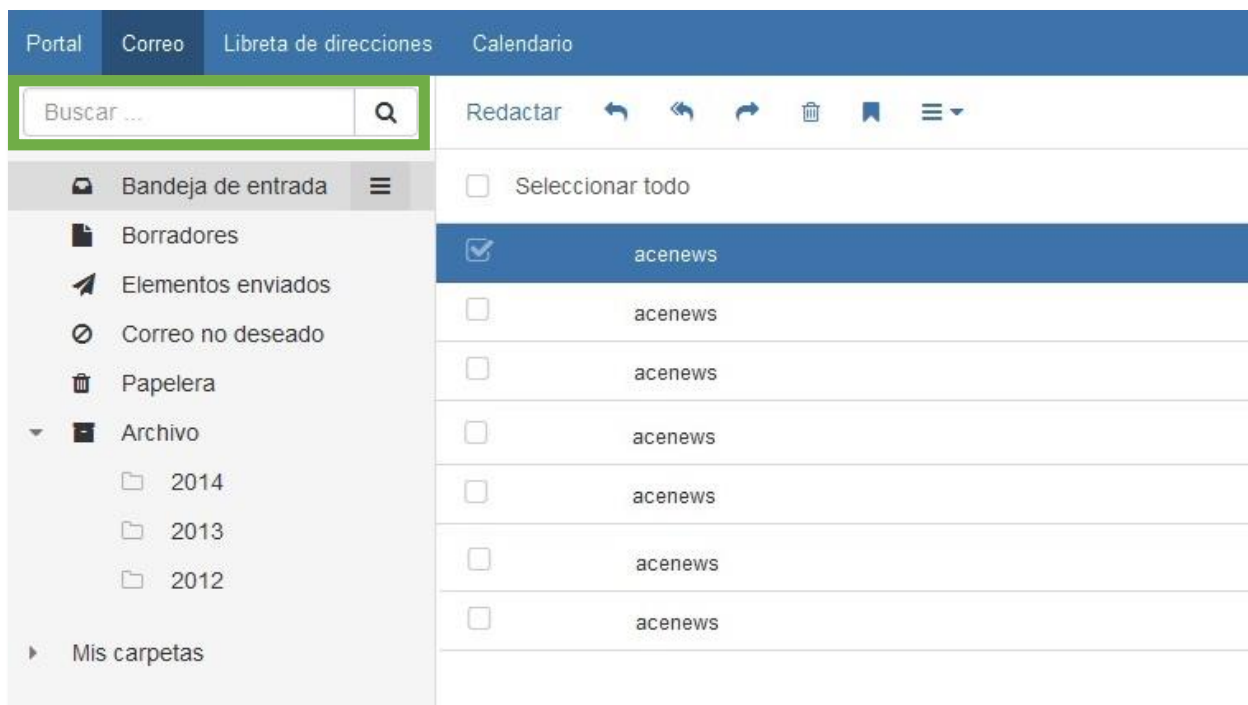 Portal Correo Libreta de direcciones Calendario
Buscar ...
Redactar
Bandeja de entrada
Borradores
Elementos enviados
Correo no deseado
Papelera
Archivo
2014
2013
2012
Mis carpetas
Seleccionar todo
acenews
acenews
acenews
acenews
acenews
acenews
acenews